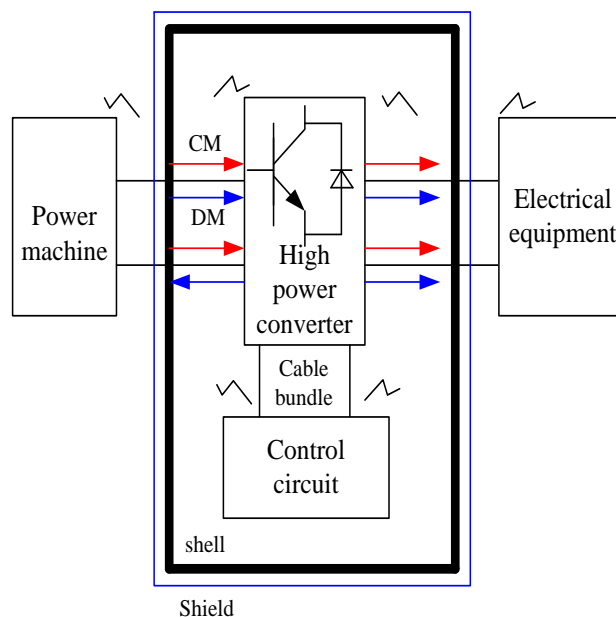 CM
DM
Power
machine
High
power
converter
Electrical
equipment
Cable
bundle
Control
circuit
shell
Shield